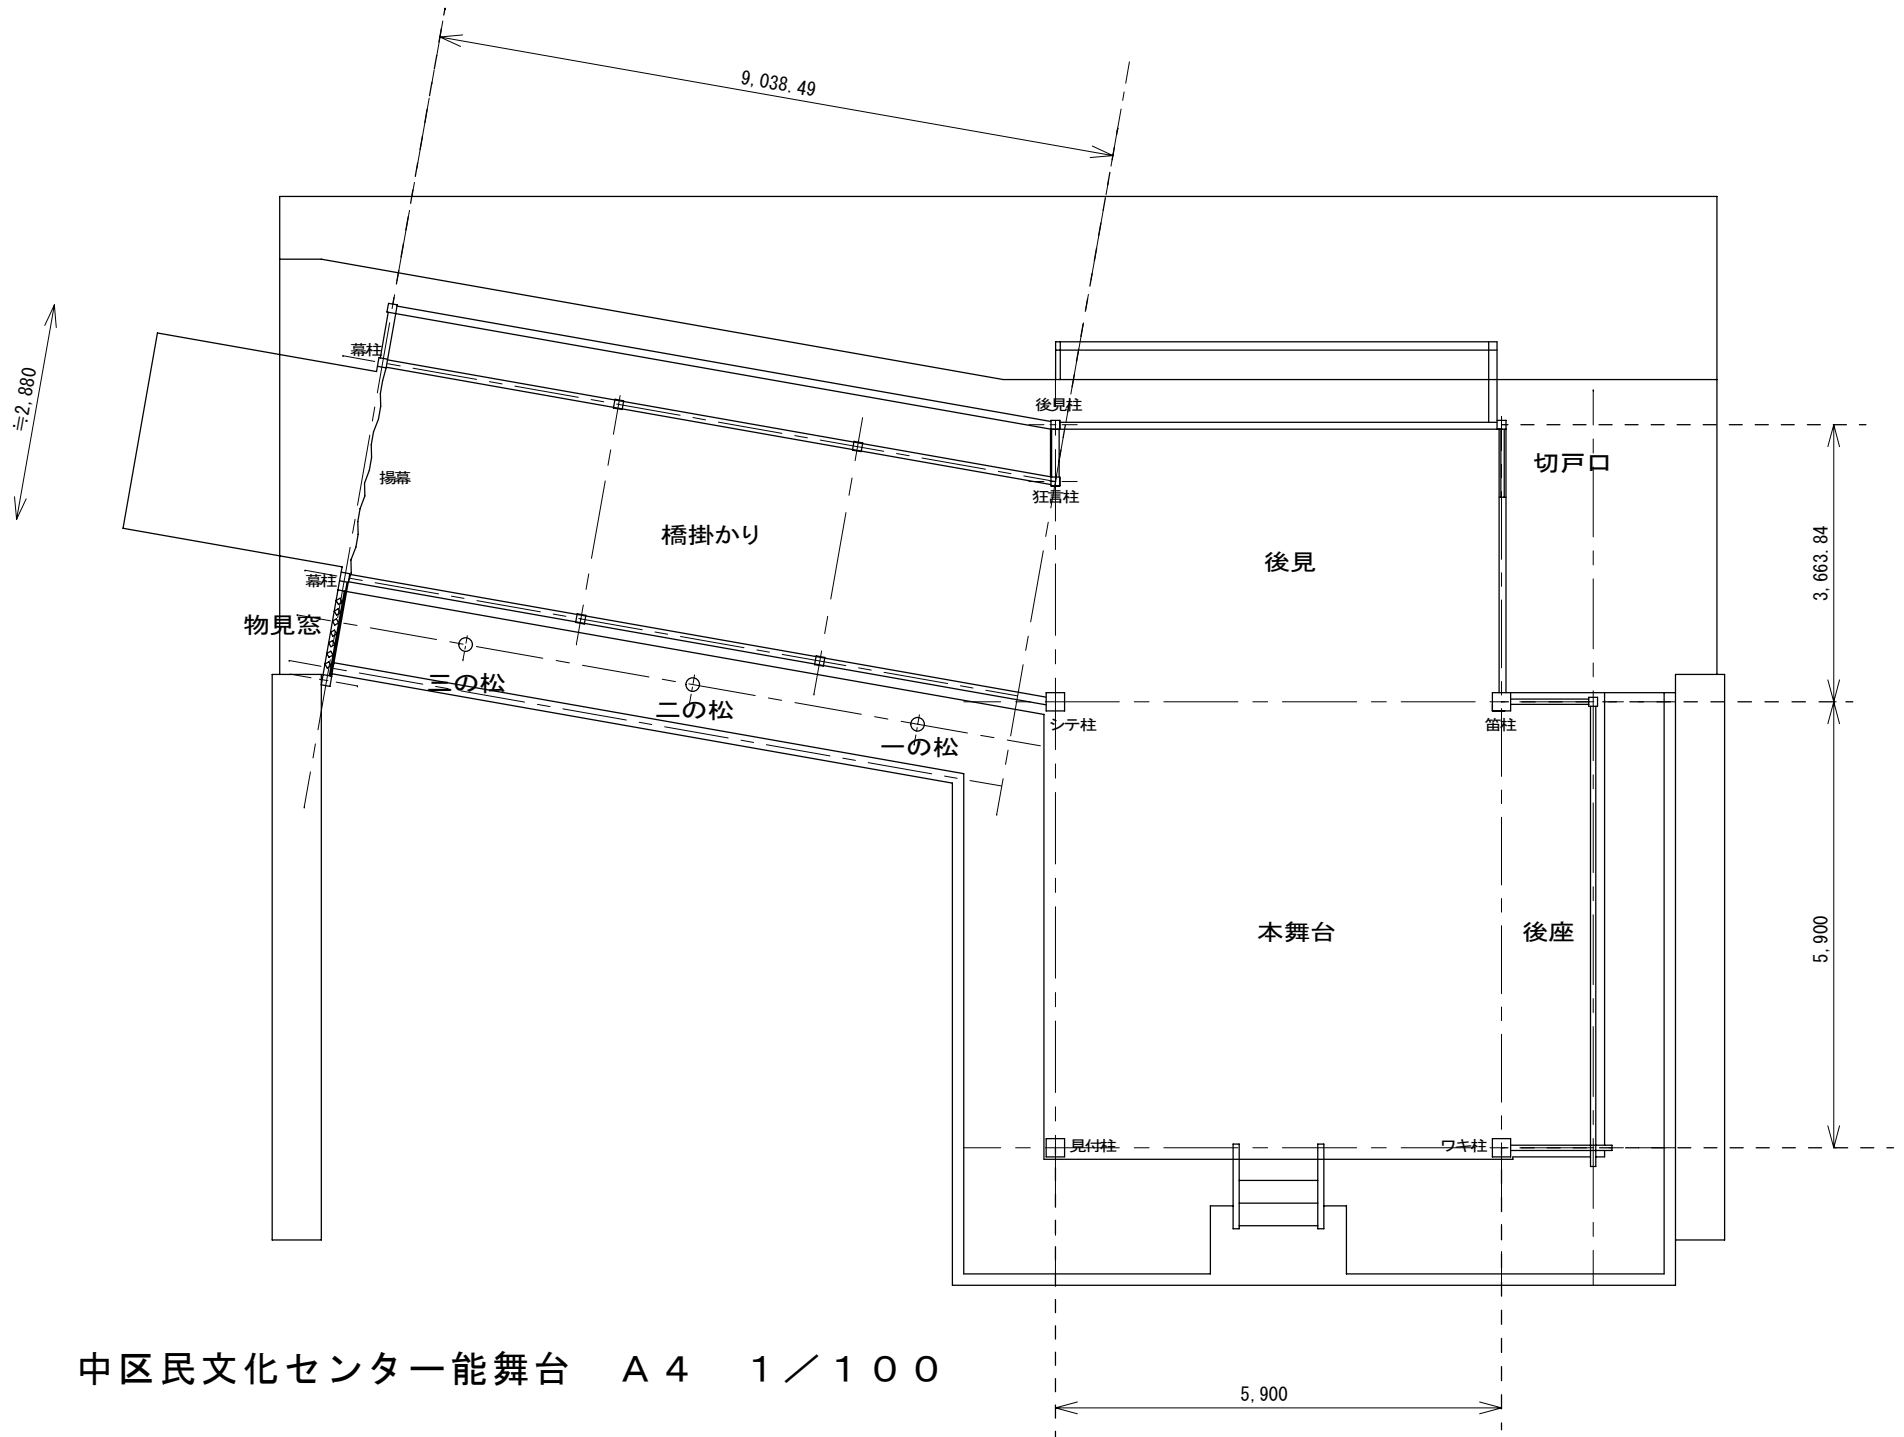 9,038.49
≒2,880
幕柱
揚幕
橋掛かり
幕柱
物見窓
三の松
二の松
一の松
後見柱
狂言柱
切戸口
後見
3,663.84
シテ柱
笛柱
本舞台
後座
5,900
見付柱
ワキ柱
中区民文化センター能舞台 A4 1/100
5,900